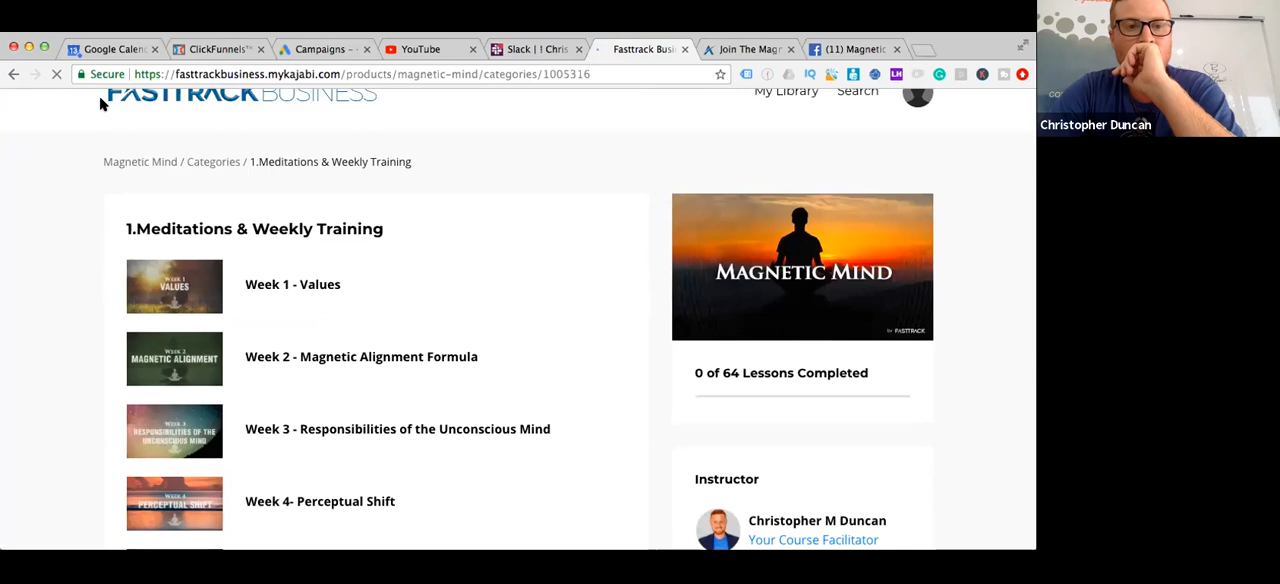 Google Calen
ClickFunnels™
Campaigns -
YouTube
Slack | ! Chris
Fasttrack Busi
Join The Magn
(11) Magnetic
Secure
https://fasttrackbusiness.mykajabi.com/products/magnetic-mind/categories/1005316
FASTTRACK BUSINESS
My Library
Search
Christopher Duncan
Magnetic Mind / Categories / 1.Meditations & Weekly Training
1.Meditations & Weekly Training
WEEK 1
VALUES
Week 1 - Values
WEEK 2
MAGNETIC ALIGNMENT
Week 2 - Magnetic Alignment Formula
WEEK 3
RESPONSIBILITIES OF THE
UNCONSCIOUS MIND
Week 3 - Responsibilities of the Unconscious Mind
WEEK 4
PERCEPTUAL SHIFT
Week 4- Perceptual Shift
MAGNETIC MIND
by FASTTRACK
0 of 64 Lessons Completed
Instructor
Christopher M Duncan
Your Course Facilitator